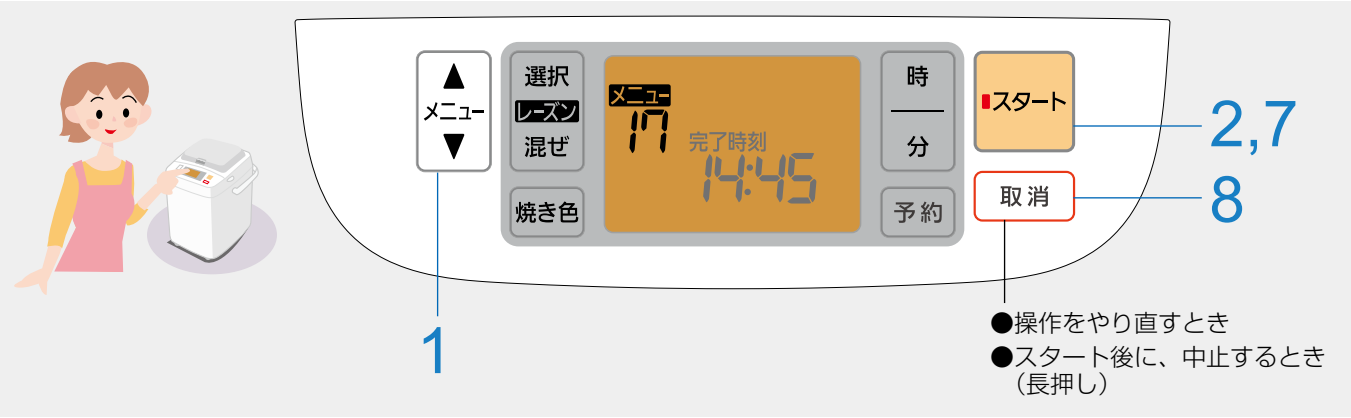 ▲
メニュー
▼
選択
レーズン
混ぜ
焼き色
メニュー
17
完了時刻
14:45
時
分
予約
スタート
取消
2,7
8
1
●操作をやり直すとき
●スタート後に、中止するとき
（長押し）